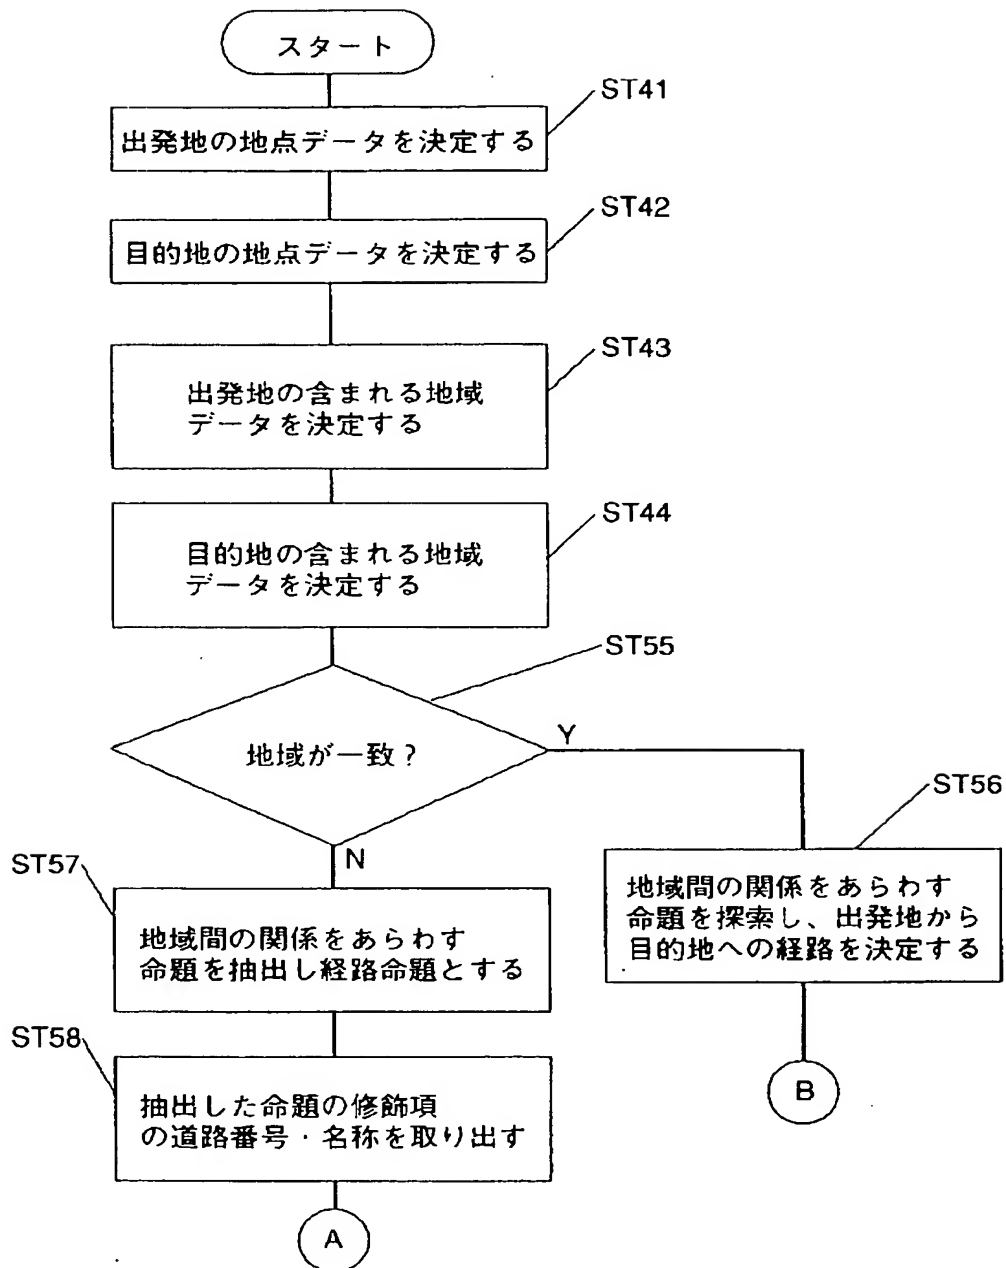 スタート
ST41
出発地の地点データを決定する
ST42
目的地の地点データを決定する
ST43
出発地の含まれる地域
データを決定する
ST44
目的地の含まれる地域
データを決定する
ST55
地域が一致?
Y
ST56
地域間の関係をあらわす
命題を探索し、出発地から
目的地への経路を決定する
B
N
ST57
地域間の関係をあらわす
命題を抽出し経路命題とする
ST58
抽出した命題の修飾項
の道路番号・名称を取り出す
A